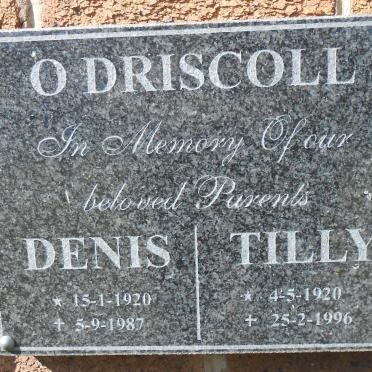 O DRISCOLL
In Memory Of our
beloved Parents
DENIS TILLY
★ 15-1-1920 ★ 4-5-1920
+ 5-9-1987 + 25-2-1996